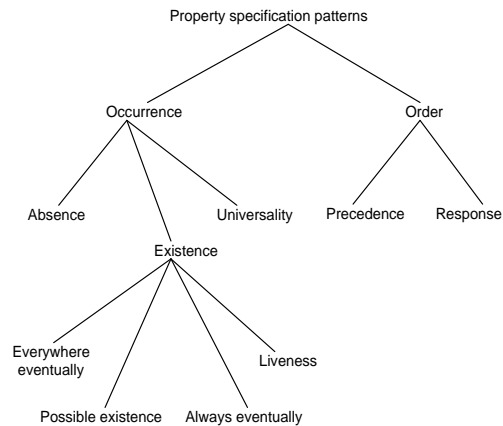 Property specification patterns
Occurrence
Order
Absence
Universality
Precedence
Response
Existence
Everywhere
eventually
Liveness
Possible existence
Always eventually